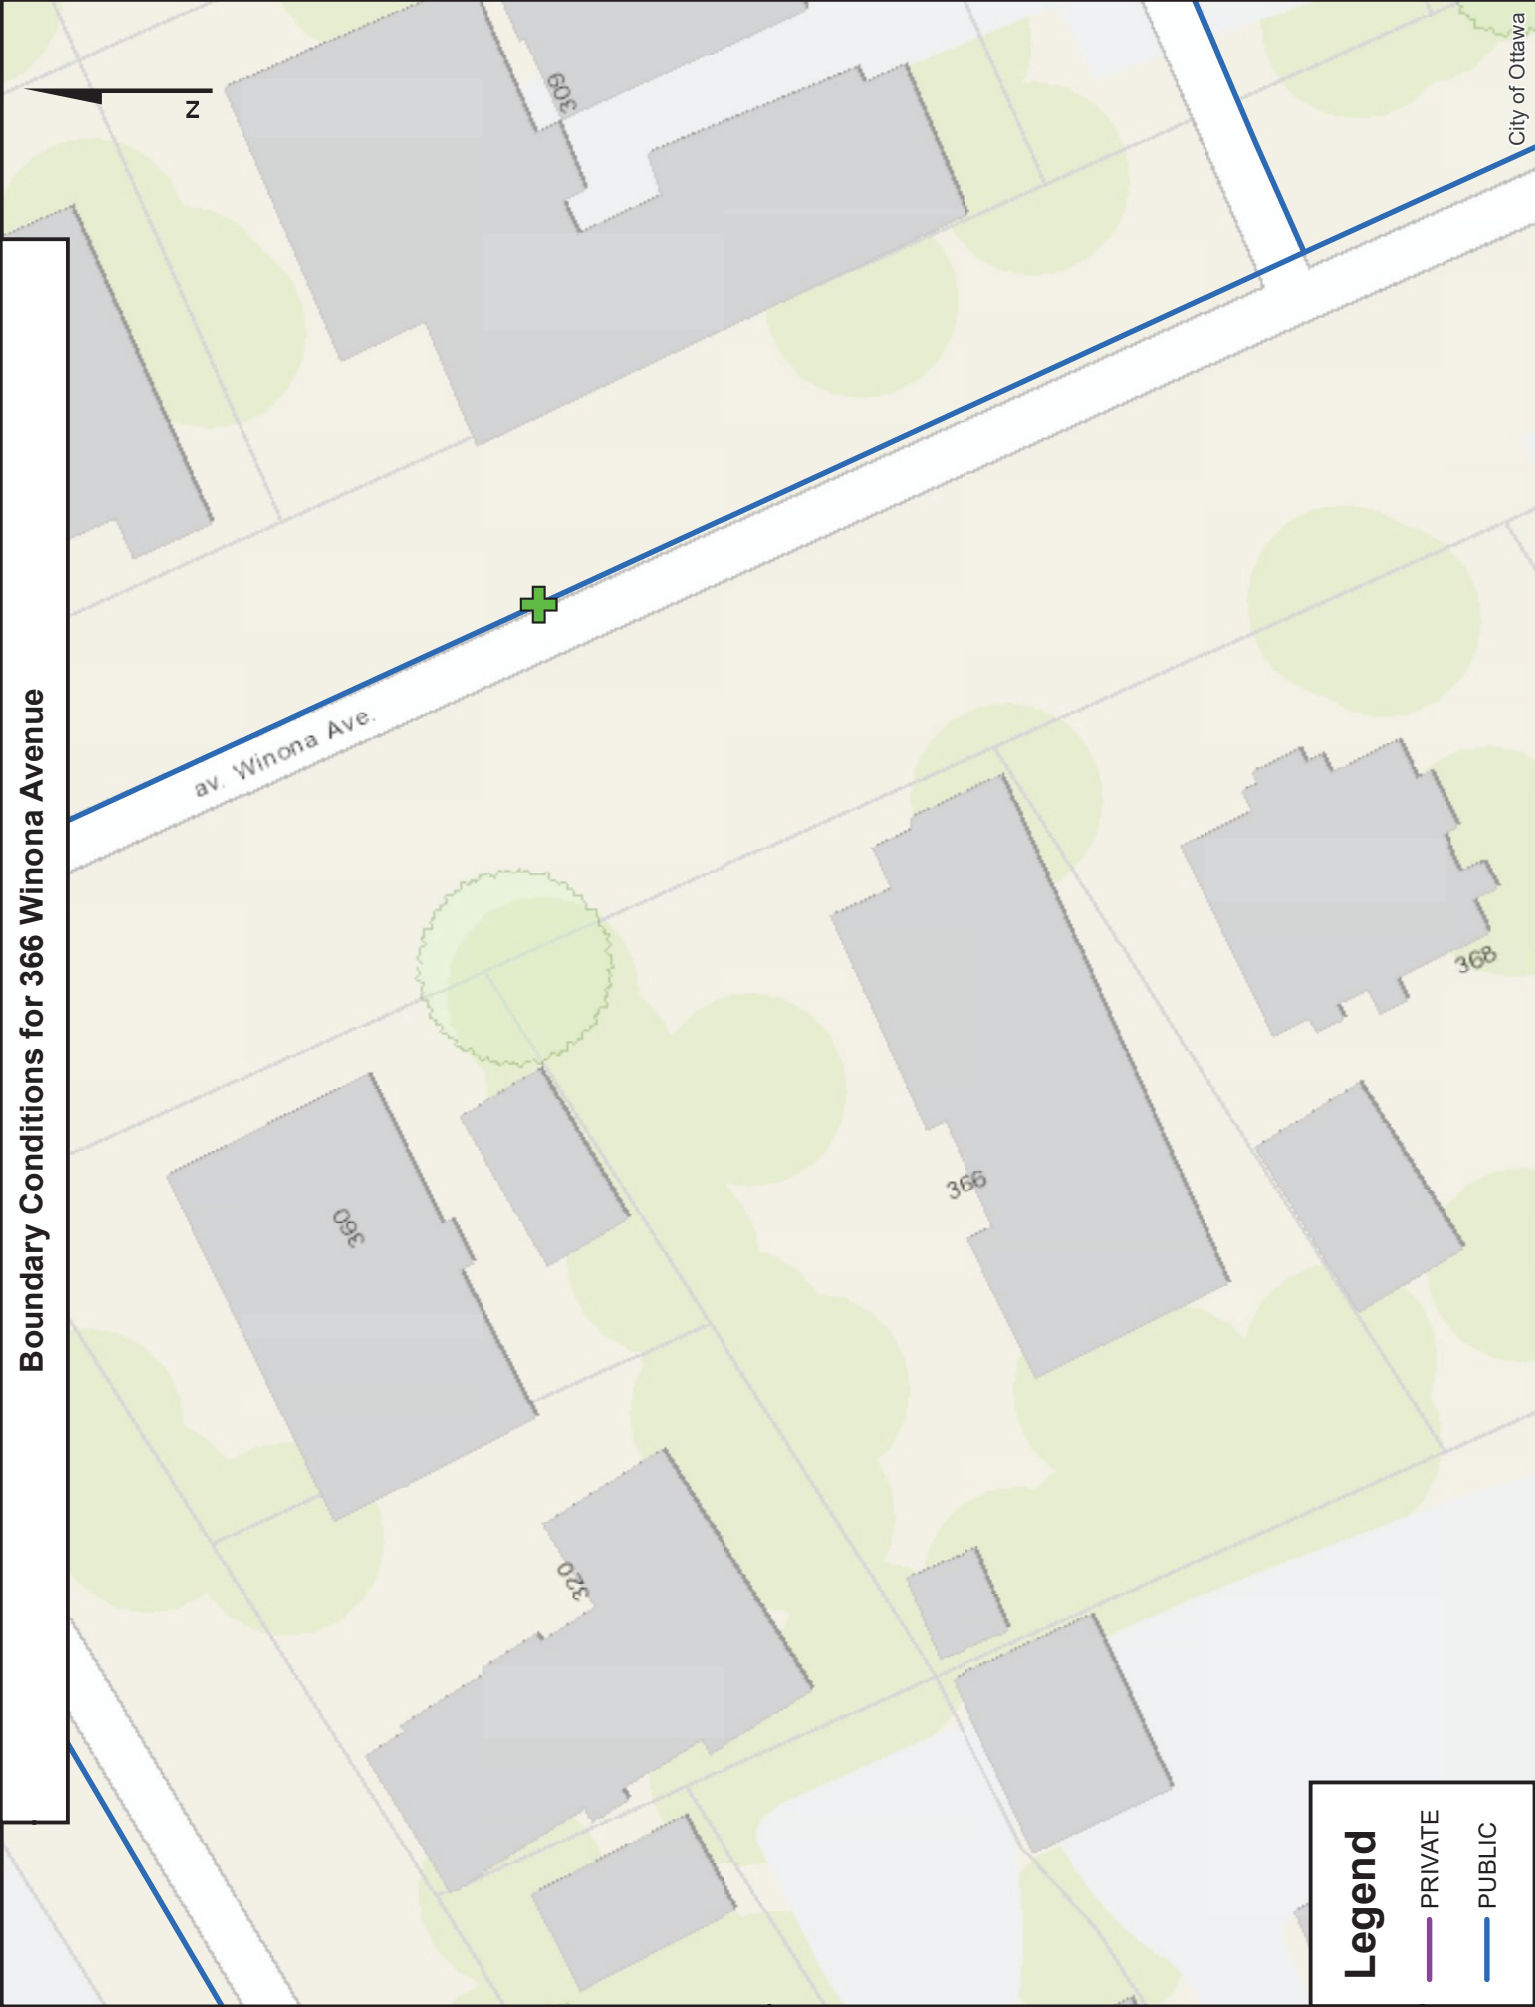 Boundary Conditions for 366 Winona Avenue
N
309
av. Winona Ave.
360
366
368
320
Legend
PRIVATE
PUBLIC
City of Ottawa